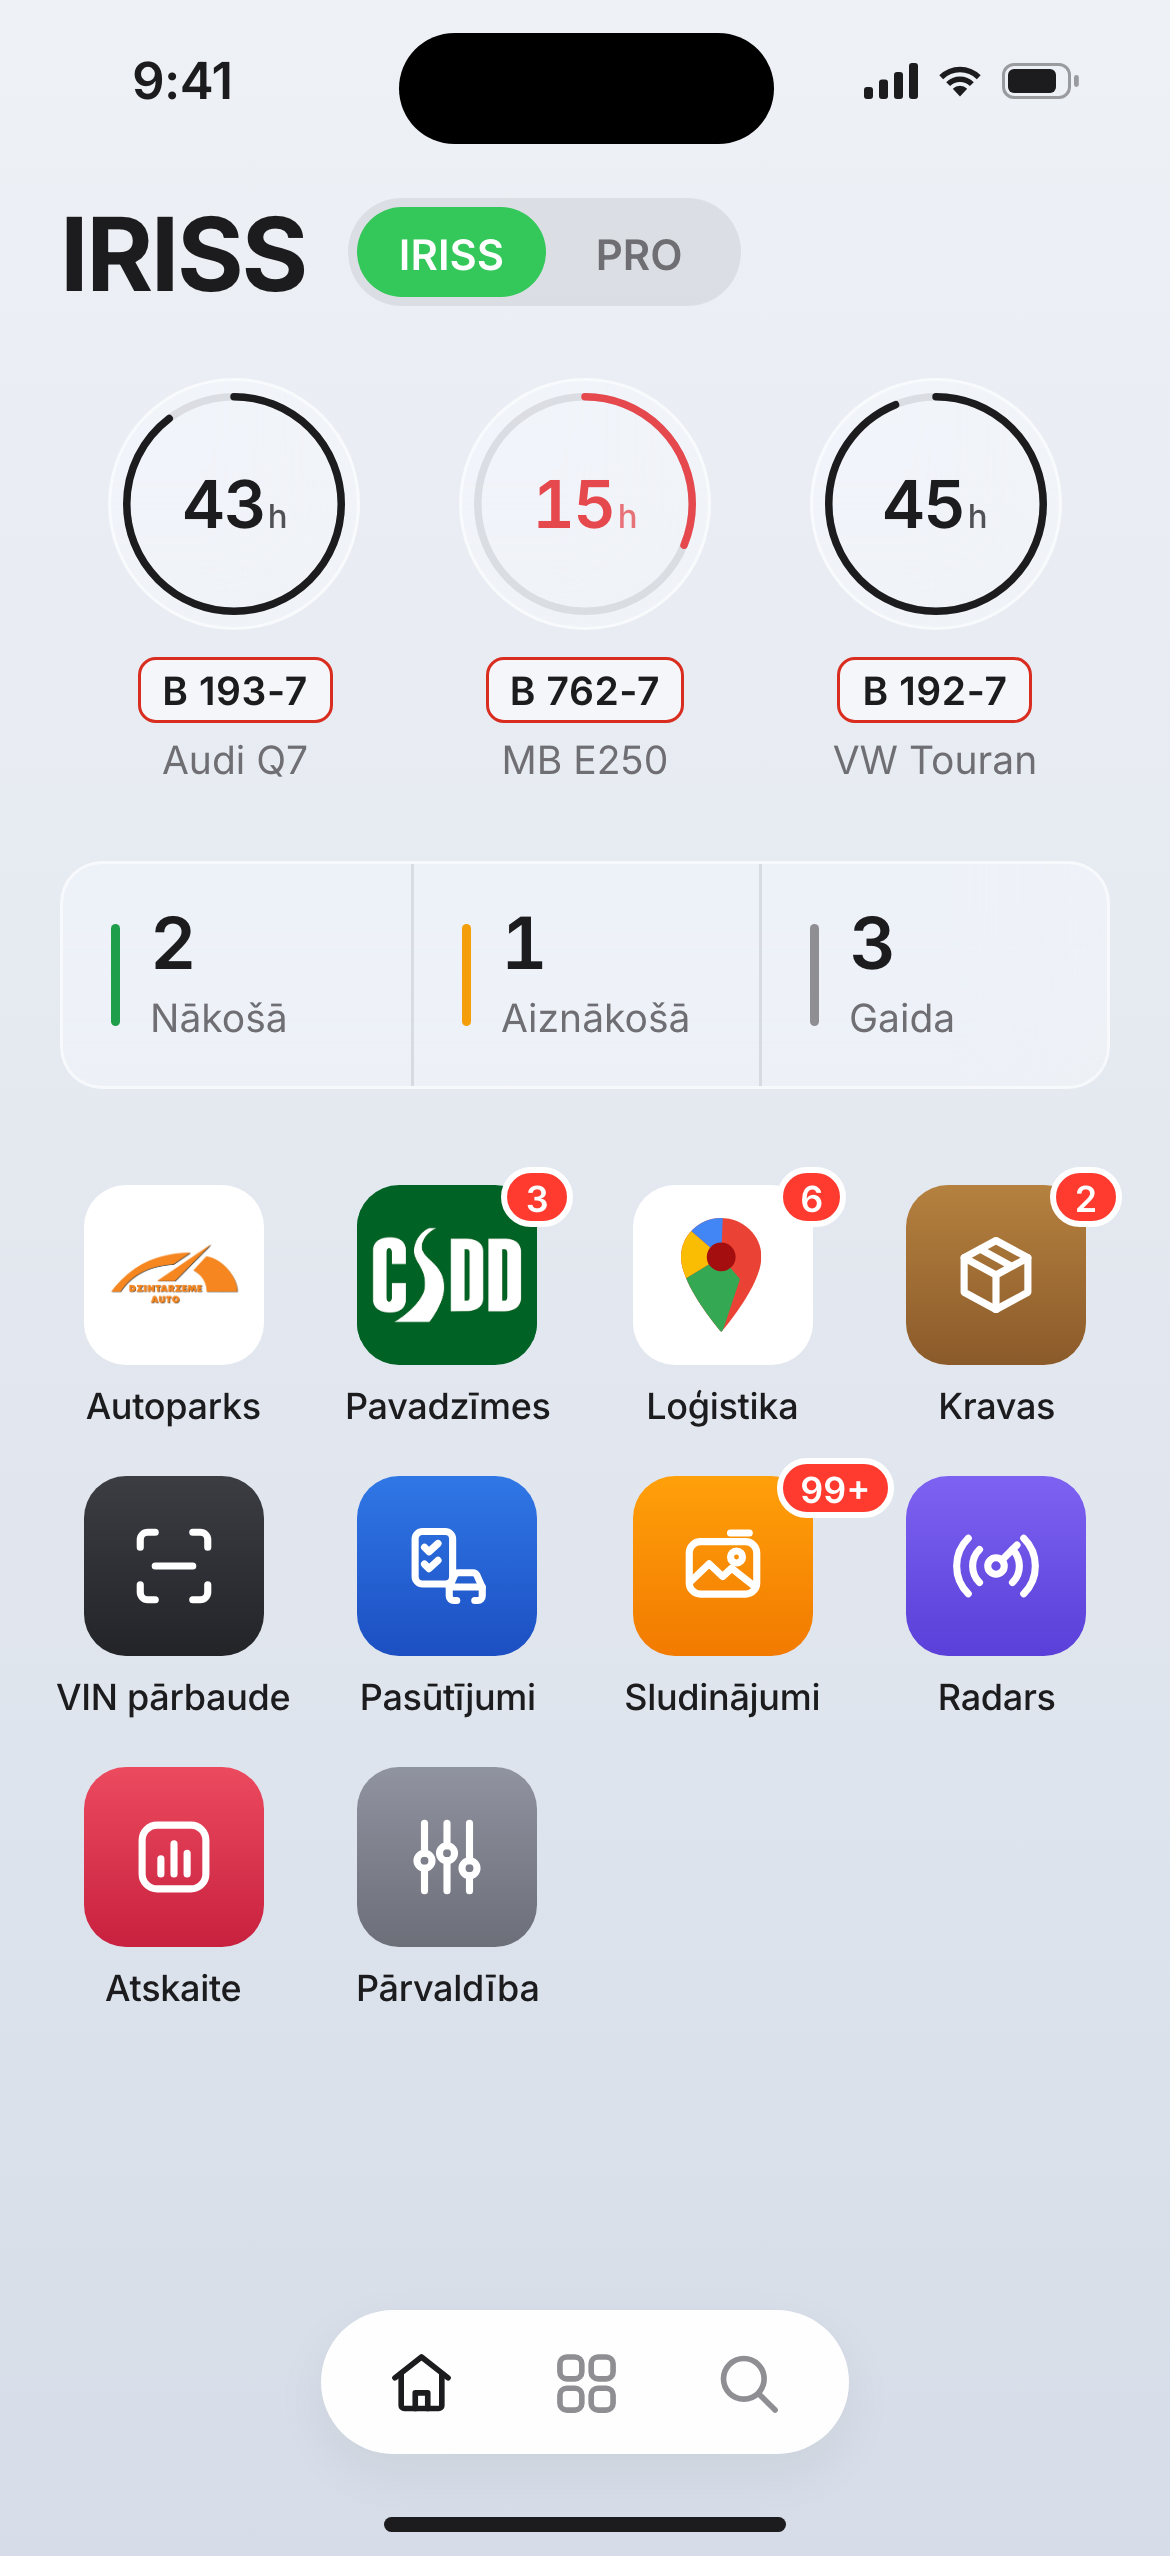 9:41
IRISS
IRISS PRO
43h
15h
45h
B 193-7
B 762-7
B 192-7
Audi Q7
MB E250
VW Touran
2
1
3
Nākošā
Aiznākošā
Gaida
3
6
2
DZINTARZEME
AUTO
CSDD
Autoparks
Pavadzīmes
Loģistika
Kravas
99+
VIN pārbaude
Pasūtījumi
Sludinājumi
Radars
Atskaite
Pārvaldība